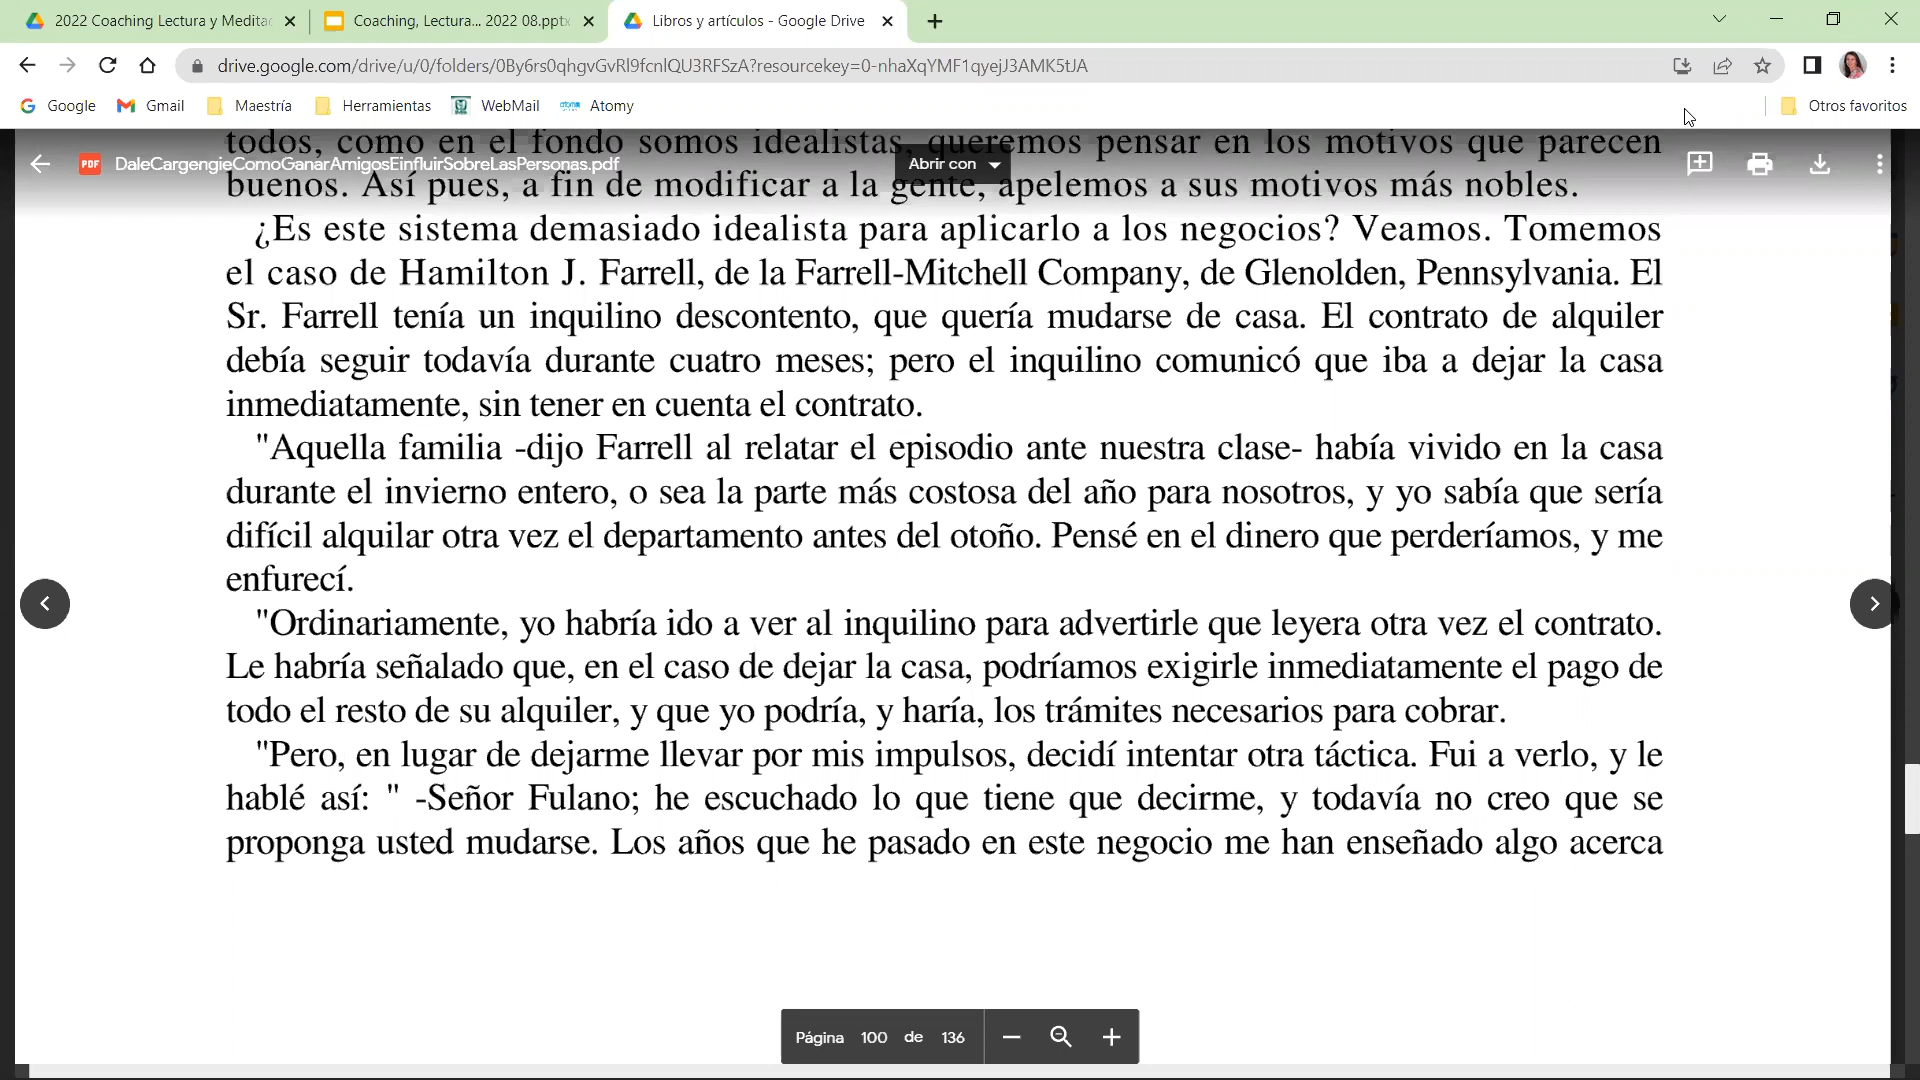 2022 Coaching Lectura y Meditac
Coaching, Lectura... 2022 08.pptx
Libros y artículos - Google Drive
drive.google.com/drive/u/0/folders/0By6rs0qhgvGvRl9fcnlQU3RFSzA?resourcekey=0-nhaXqYMF1qyejJ3AMK5tJA
Google Gmail Maestría Herramientas WebMail Atomy Otros favoritos
todos, como en el fondo somos idealistas, queremos pensar en los motivos que parecen
PDF DaleCargengieComoGanarAmigosEinfluirSobreLasPersonas.pdf Abrir con
buenos. Así pues, a fin de modificar a la gente, apelemos a sus motivos más nobles.
¿Es este sistema demasiado idealista para aplicarlo a los negocios? Veamos. Tomemos
el caso de Hamilton J. Farrell, de la Farrell-Mitchell Company, de Glenolden, Pennsylvania. El
Sr. Farrell tenía un inquilino descontento, que quería mudarse de casa. El contrato de alquiler
debía seguir todavía durante cuatro meses; pero el inquilino comunicó que iba a dejar la casa
inmediatamente, sin tener en cuenta el contrato.
"Aquella familia -dijo Farrell al relatar el episodio ante nuestra clase- había vivido en la casa
durante el invierno entero, o sea la parte más costosa del año para nosotros, y yo sabía que sería
difícil alquilar otra vez el departamento antes del otoño. Pensé en el dinero que perderíamos, y me
enfurecí.
"Ordinariamente, yo habría ido a ver al inquilino para advertirle que leyera otra vez el contrato.
Le habría señalado que, en el caso de dejar la casa, podríamos exigirle inmediatamente el pago de
todo el resto de su alquiler, y que yo podría, y haría, los trámites necesarios para cobrar.
"Pero, en lugar de dejarme llevar por mis impulsos, decidí intentar otra táctica. Fui a verlo, y le
hablé así: " -Señor Fulano; he escuchado lo que tiene que decirme, y todavía no creo que se
proponga usted mudarse. Los años que he pasado en este negocio me han enseñado algo acerca
Página 100 de 136